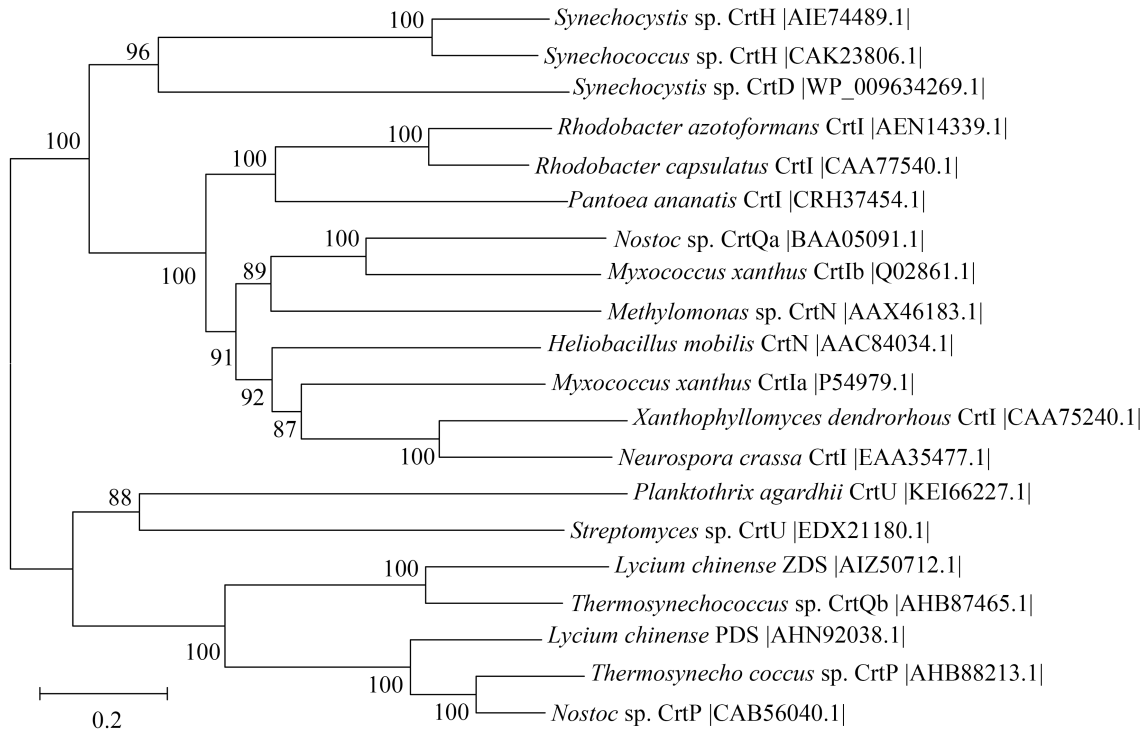 100
Synechocystis sp. CrtH |AIE74489.1|
96
Synechococcus sp. CrtH |CAK23806.1|
Synechocystis sp. CrtD |WP_009634269.1|
100
100
Rhodobacter azotoformans CrtI |AEN14339.1|
100
Rhodobacter capsulatus CrtI |CAA77540.1|
Pantoea ananatis CrtI |CRH37454.1|
100
100
Nostoc sp. CrtQa |BAA05091.1|
89
Myxococcus xanthus CrtIb |Q02861.1|
Methylomonas sp. CrtN |AAX46183.1|
91
Heliobacillus mobilis CrtN |AAC84034.1|
92
Myxococcus xanthus CrtIa |P54979.1|
87
Xanthophyllomyces dendrorhous CrtI |CAA75240.1|
100
Neurospora crassa CrtI |EAA35477.1|
88
Planktothrix agardhii CrtU |KEI66227.1|
Streptomyces sp. CrtU |EDX21180.1|
100
Lycium chinense ZDS |AIZ50712.1|
Thermosynechococcus sp. CrtQb |AHB87465.1|
100
Lycium chinense PDS |AHN92038.1|
100
Thermosynecho coccus sp. CrtP |AHB88213.1|
100
Nostoc sp. CrtP |CAB56040.1|
0.2